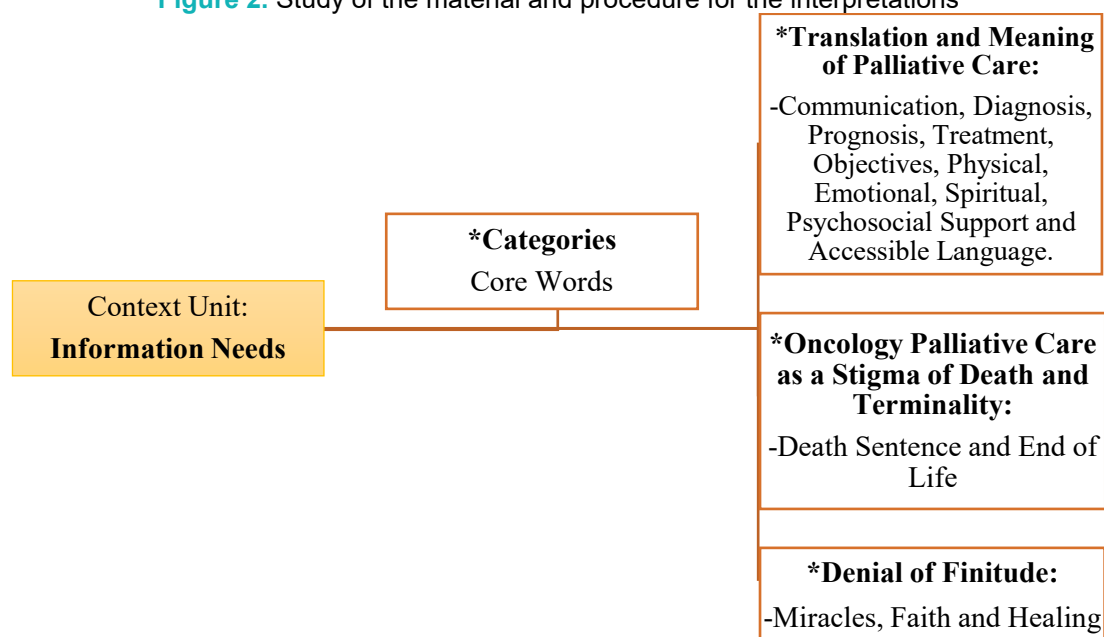 Figure 2. Study of the material and procedure for the interpretations
Context Unit:
Information Needs
*Categories
Core Words
*Translation and Meaning
of Palliative Care:
-Communication, Diagnosis,
Prognosis, Treatment,
Objectives, Physical,
Emotional, Spiritual,
Psychosocial Support and
Accessible Language.
*Oncology Palliative Care
as a Stigma of Death and
Terminality:
-Death Sentence and End of
Life
*Denial of Finitude:
-Miracles, Faith and Healing